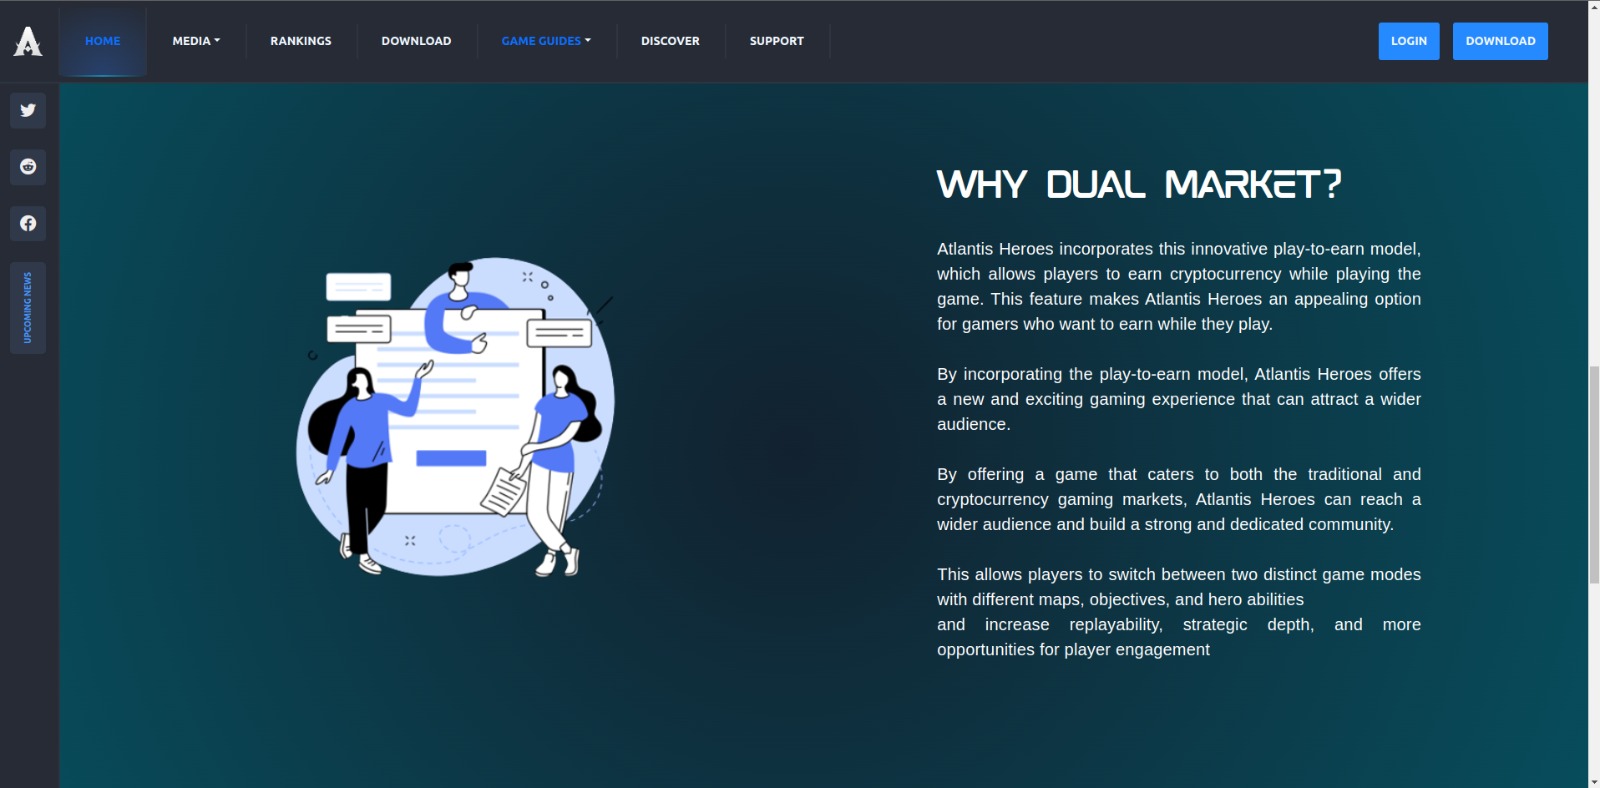 HOME MEDIA RANKINGS DOWNLOAD GAME GUIDES DISCOVER SUPPORT LOGIN DOWNLOAD
UPCOMING NEWS
WHY DUAL MARKET?
Atlantis Heroes incorporates this innovative play-to-earn model,
which allows players to earn cryptocurrency while playing the
game. This feature makes Atlantis Heroes an appealing option
for gamers who want to earn while they play.
By incorporating the play-to-earn model, Atlantis Heroes offers
a new and exciting gaming experience that can attract a wider
audience.
By offering a game that caters to both the traditional and
cryptocurrency gaming markets, Atlantis Heroes can reach a
wider audience and build a strong and dedicated community.
This allows players to switch between two distinct game modes
with different maps, objectives, and hero abilities
and increase replayability, strategic depth, and more
opportunities for player engagement